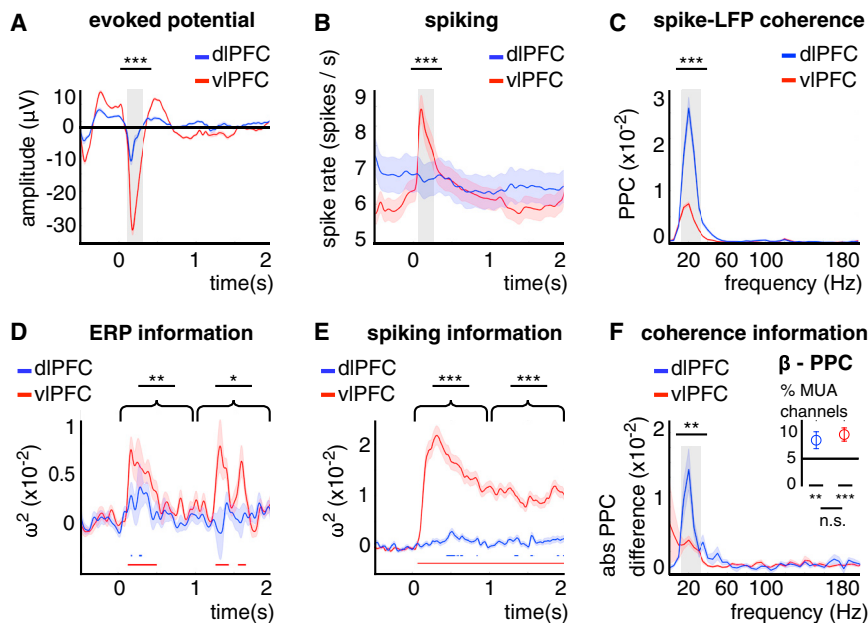 A evoked potential
***
dlPFC
vlPFC
amplitude (µV)
10
0
-10
-20
-30
0 1 2
time(s)
B spiking
***
dlPFC
vlPFC
spike rate (spikes / s)
9
8
7
6
5
0 1 2
time(s)
C spike-LFP coherence
***
dlPFC
vlPFC
PPC (x10-2)
3
2
1
0
20 60 100 180
frequency (Hz)
D ERP information
dlPFC
vlPFC
** *
ω2 (x10-2)
1
0.5
0
0 1 2
time(s)
E spiking information
dlPFC
vlPFC
*** ***
ω2 (x10-2)
2
1
0
0 1 2
time(s)
F coherence information
dlPFC
vlPFC
**
abs PPC
difference (x10-2)
2
1
0
20 60 100 180
frequency (Hz)
β - PPC
% MUA
channels
10
5
0
** ***
n.s.